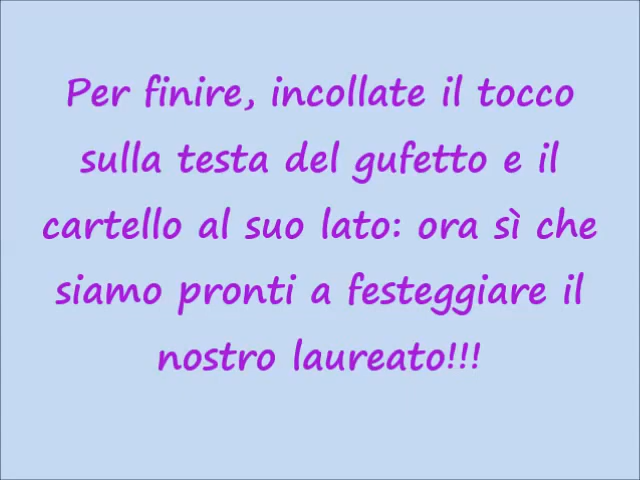 Per finire, incollate il tocco
sulla testa del gufetto e il
cartello al suo lato: ora sì che
siamo pronti a festeggiare il
nostro laureato!!!